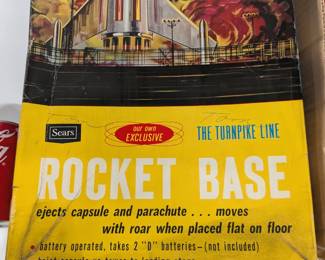 Sears
our own
EXCLUSIVE
THE TURNPIKE LINE
ROCKET BASE
ejects capsule and parachute . . . moves
with roar when placed flat on floor
• battery operated, takes 2 "D" batteries—(not included)